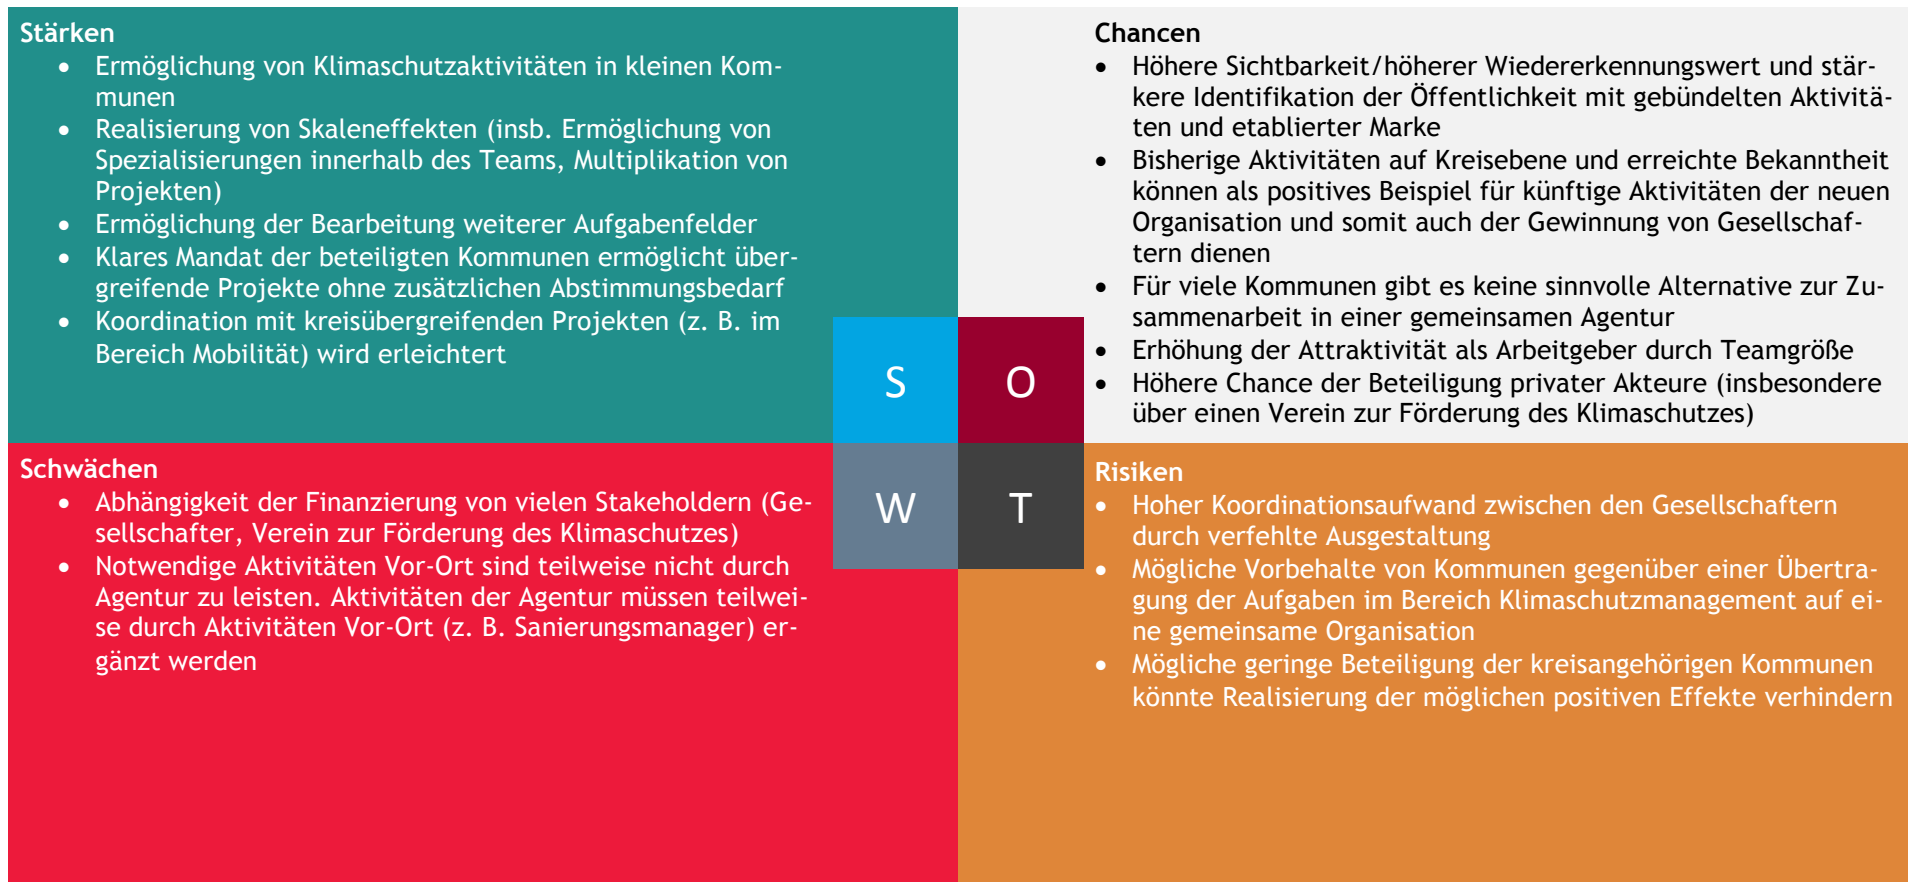 Stärken
• Ermöglichung von Klimaschutzaktivitäten in kleinen Kom-
munen
• Realisierung von Skaleneffekten (insb. Ermöglichung von
Spezialisierungen innerhalb des Teams, Multiplikation von
Projekten)
• Ermöglichung der Bearbeitung weiterer Aufgabenfelder
• Klares Mandat der beteiligten Kommunen ermöglicht über-
greifende Projekte ohne zusätzlichen Abstimmungsbedarf
• Koordination mit kreisübergreifenden Projekten (z. B. im
Bereich Mobilität) wird erleichtert
Chancen
• Höhere Sichtbarkeit/höherer Wiedererkennungswert und stär-
kere Identifikation der Öffentlichkeit mit gebündelten Aktivitä-
ten und etablierter Marke
• Bisherige Aktivitäten auf Kreisebene und erreichte Bekanntheit
können als positives Beispiel für künftige Aktivitäten der neuen
Organisation und somit auch der Gewinnung von Gesellschaf-
tern dienen
• Für viele Kommunen gibt es keine sinnvolle Alternative zur Zu-
sammenarbeit in einer gemeinsamen Agentur
• Erhöhung der Attraktivität als Arbeitgeber durch Teamgröße
• Höhere Chance der Beteiligung privater Akteure (insbesondere
über einen Verein zur Förderung des Klimaschutzes)
S
O
W
T
Schwächen
• Abhängigkeit der Finanzierung von vielen Stakeholdern (Ge-
sellschafter, Verein zur Förderung des Klimaschutzes)
• Notwendige Aktivitäten Vor-Ort sind teilweise nicht durch
Agentur zu leisten. Aktivitäten der Agentur müssen teilwei-
se durch Aktivitäten Vor-Ort (z. B. Sanierungsmanager) er-
gänzt werden
Risiken
• Hoher Koordinationsaufwand zwischen den Gesellschaftern
durch verfehlte Ausgestaltung
• Mögliche Vorbehalte von Kommunen gegenüber einer Übertra-
gung der Aufgaben im Bereich Klimaschutzmanagement auf ei-
ne gemeinsame Organisation
• Mögliche geringe Beteiligung der kreisangehörigen Kommunen
könnte Realisierung der möglichen positiven Effekte verhindern